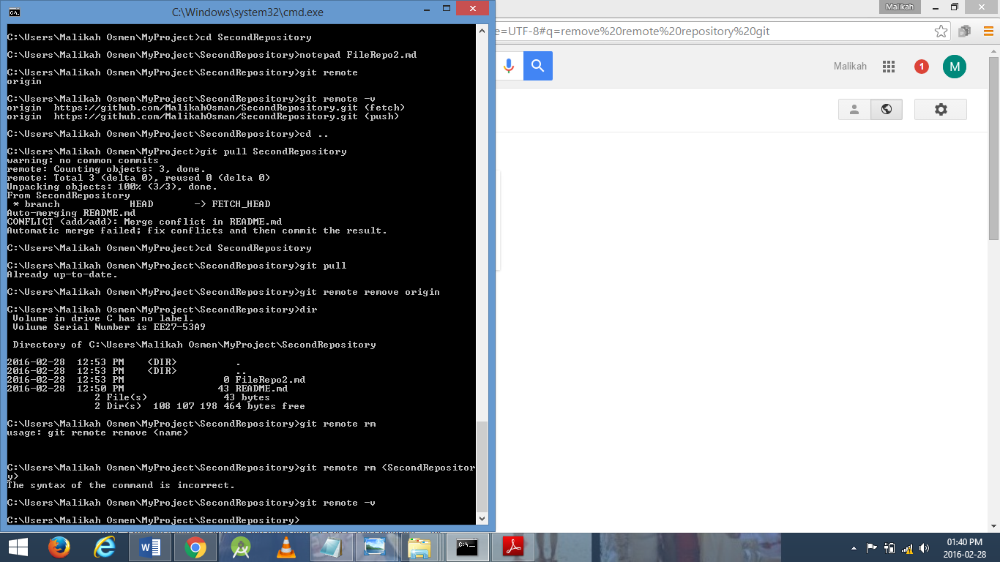 C:\Windows\system32\cmd.exe
C:\Users\Malikah Osmen\MyProject>cd SecondRepository
C:\Users\Malikah Osmen\MyProject\SecondRepository>notepad FileRepo2.md
C:\Users\Malikah Osmen\MyProject\SecondRepository>git remote
origin
C:\Users\Malikah Osmen\MyProject\SecondRepository>git remote -v
origin  https://github.com/MalikahOsman/SecondRepository.git (fetch)
origin  https://github.com/MalikahOsman/SecondRepository.git (push)
C:\Users\Malikah Osmen\MyProject\SecondRepository>cd ..
C:\Users\Malikah Osmen\MyProject>git pull SecondRepository
warning: no common commits
remote: Counting objects: 3, done.
remote: Total 3 (delta 0), reused 0 (delta 0)
Unpacking objects: 100% (3/3), done.
From SecondRepository
 * branch            HEAD       -> FETCH_HEAD
Auto-merging README.md
CONFLICT (add/add): Merge conflict in README.md
Automatic merge failed; fix conflicts and then commit the result.
C:\Users\Malikah Osmen\MyProject>cd SecondRepository
C:\Users\Malikah Osmen\MyProject\SecondRepository>git pull
Already up-to-date.
C:\Users\Malikah Osmen\MyProject\SecondRepository>git remote remove origin
C:\Users\Malikah Osmen\MyProject\SecondRepository>dir
 Volume in drive C has no label.
 Volume Serial Number is EE27-53A9
 Directory of C:\Users\Malikah Osmen\MyProject\SecondRepository
2016-02-28  12:53 PM    <DIR>          .
2016-02-28  12:53 PM    <DIR>          ..
2016-02-28  12:53 PM                 0 FileRepo2.md
2016-02-28  12:50 PM                43 README.md
               2 File(s)             43 bytes
               2 Dir(s)  108 107 198 464 bytes free
C:\Users\Malikah Osmen\MyProject\SecondRepository>git remote rm
usage: git remote remove <name>
C:\Users\Malikah Osmen\MyProject\SecondRepository>git remote rm <SecondRepositor
y>
The syntax of the command is incorrect.
C:\Users\Malikah Osmen\MyProject\SecondRepository>git remote -v
C:\Users\Malikah Osmen\MyProject\SecondRepository>
Malikah
e=UTF-8#q=remove%20remote%20repository%20git
Malikah
1
M
C:\.
01:40 PM
2016-02-28